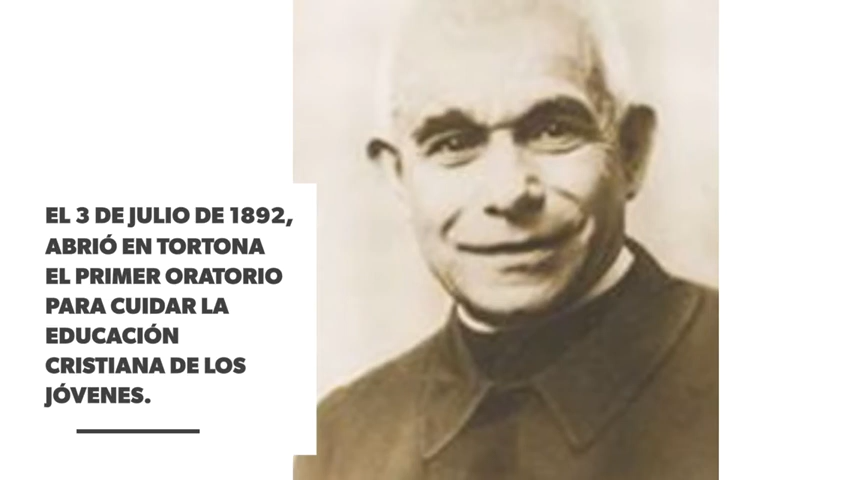 EL 3 DE JULIO DE 1892,
ABRIÓ EN TORTONA
EL PRIMER ORATORIO
PARA CUIDAR LA
EDUCACIÓN
CRISTIANA DE LOS
JÓVENES.